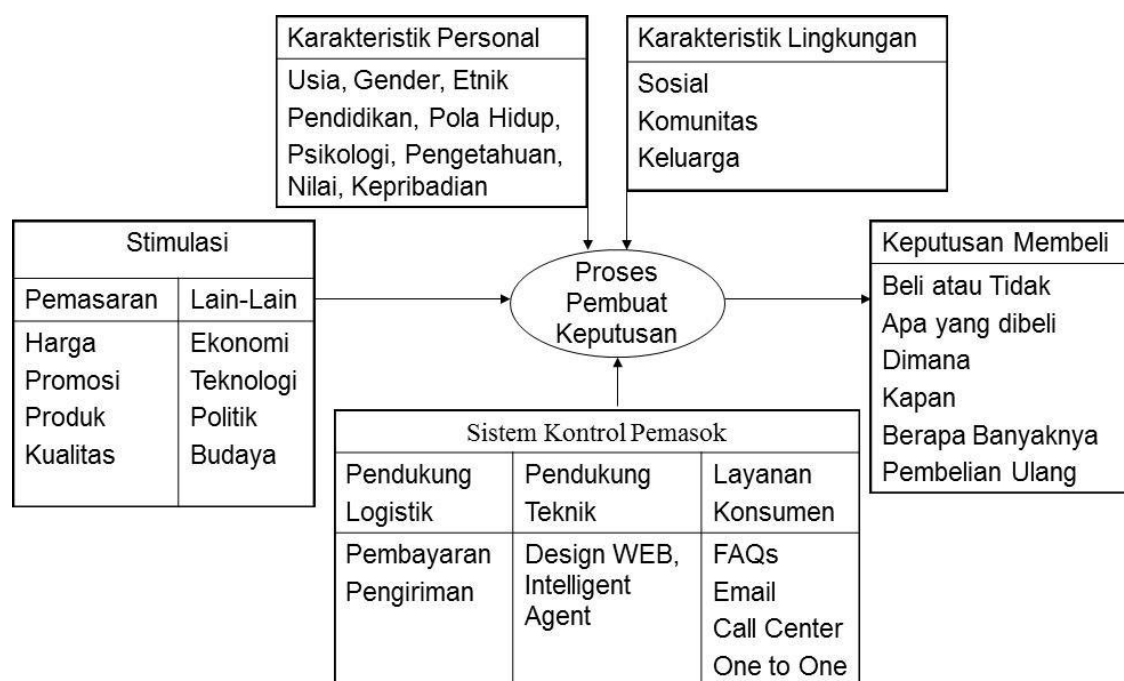 Karakteristik Personal
Usia, Gender, Etnik
Pendidikan, Pola Hidup,
Psikologi, Pengetahuan,
Nilai, Kepribadian
Karakteristik Lingkungan
Sosial
Komunitas
Keluarga
Stimulasi
Pemasaran
Harga
Promosi
Produk
Kualitas
Lain-Lain
Ekonomi
Teknologi
Politik
Budaya
Proses
Pembuat
Keputusan
Keputusan Membeli
Beli atau Tidak
Apa yang dibeli
Dimana
Kapan
Berapa Banyaknya
Pembelian Ulang
Sistem Kontrol Pemasok
Pendukung
Logistik
Pembayaran
Pengiriman
Pendukung
Teknik
Design WEB,
Intelligent
Agent
Layanan
Konsumen
FAQs
Email
Call Center
One to One